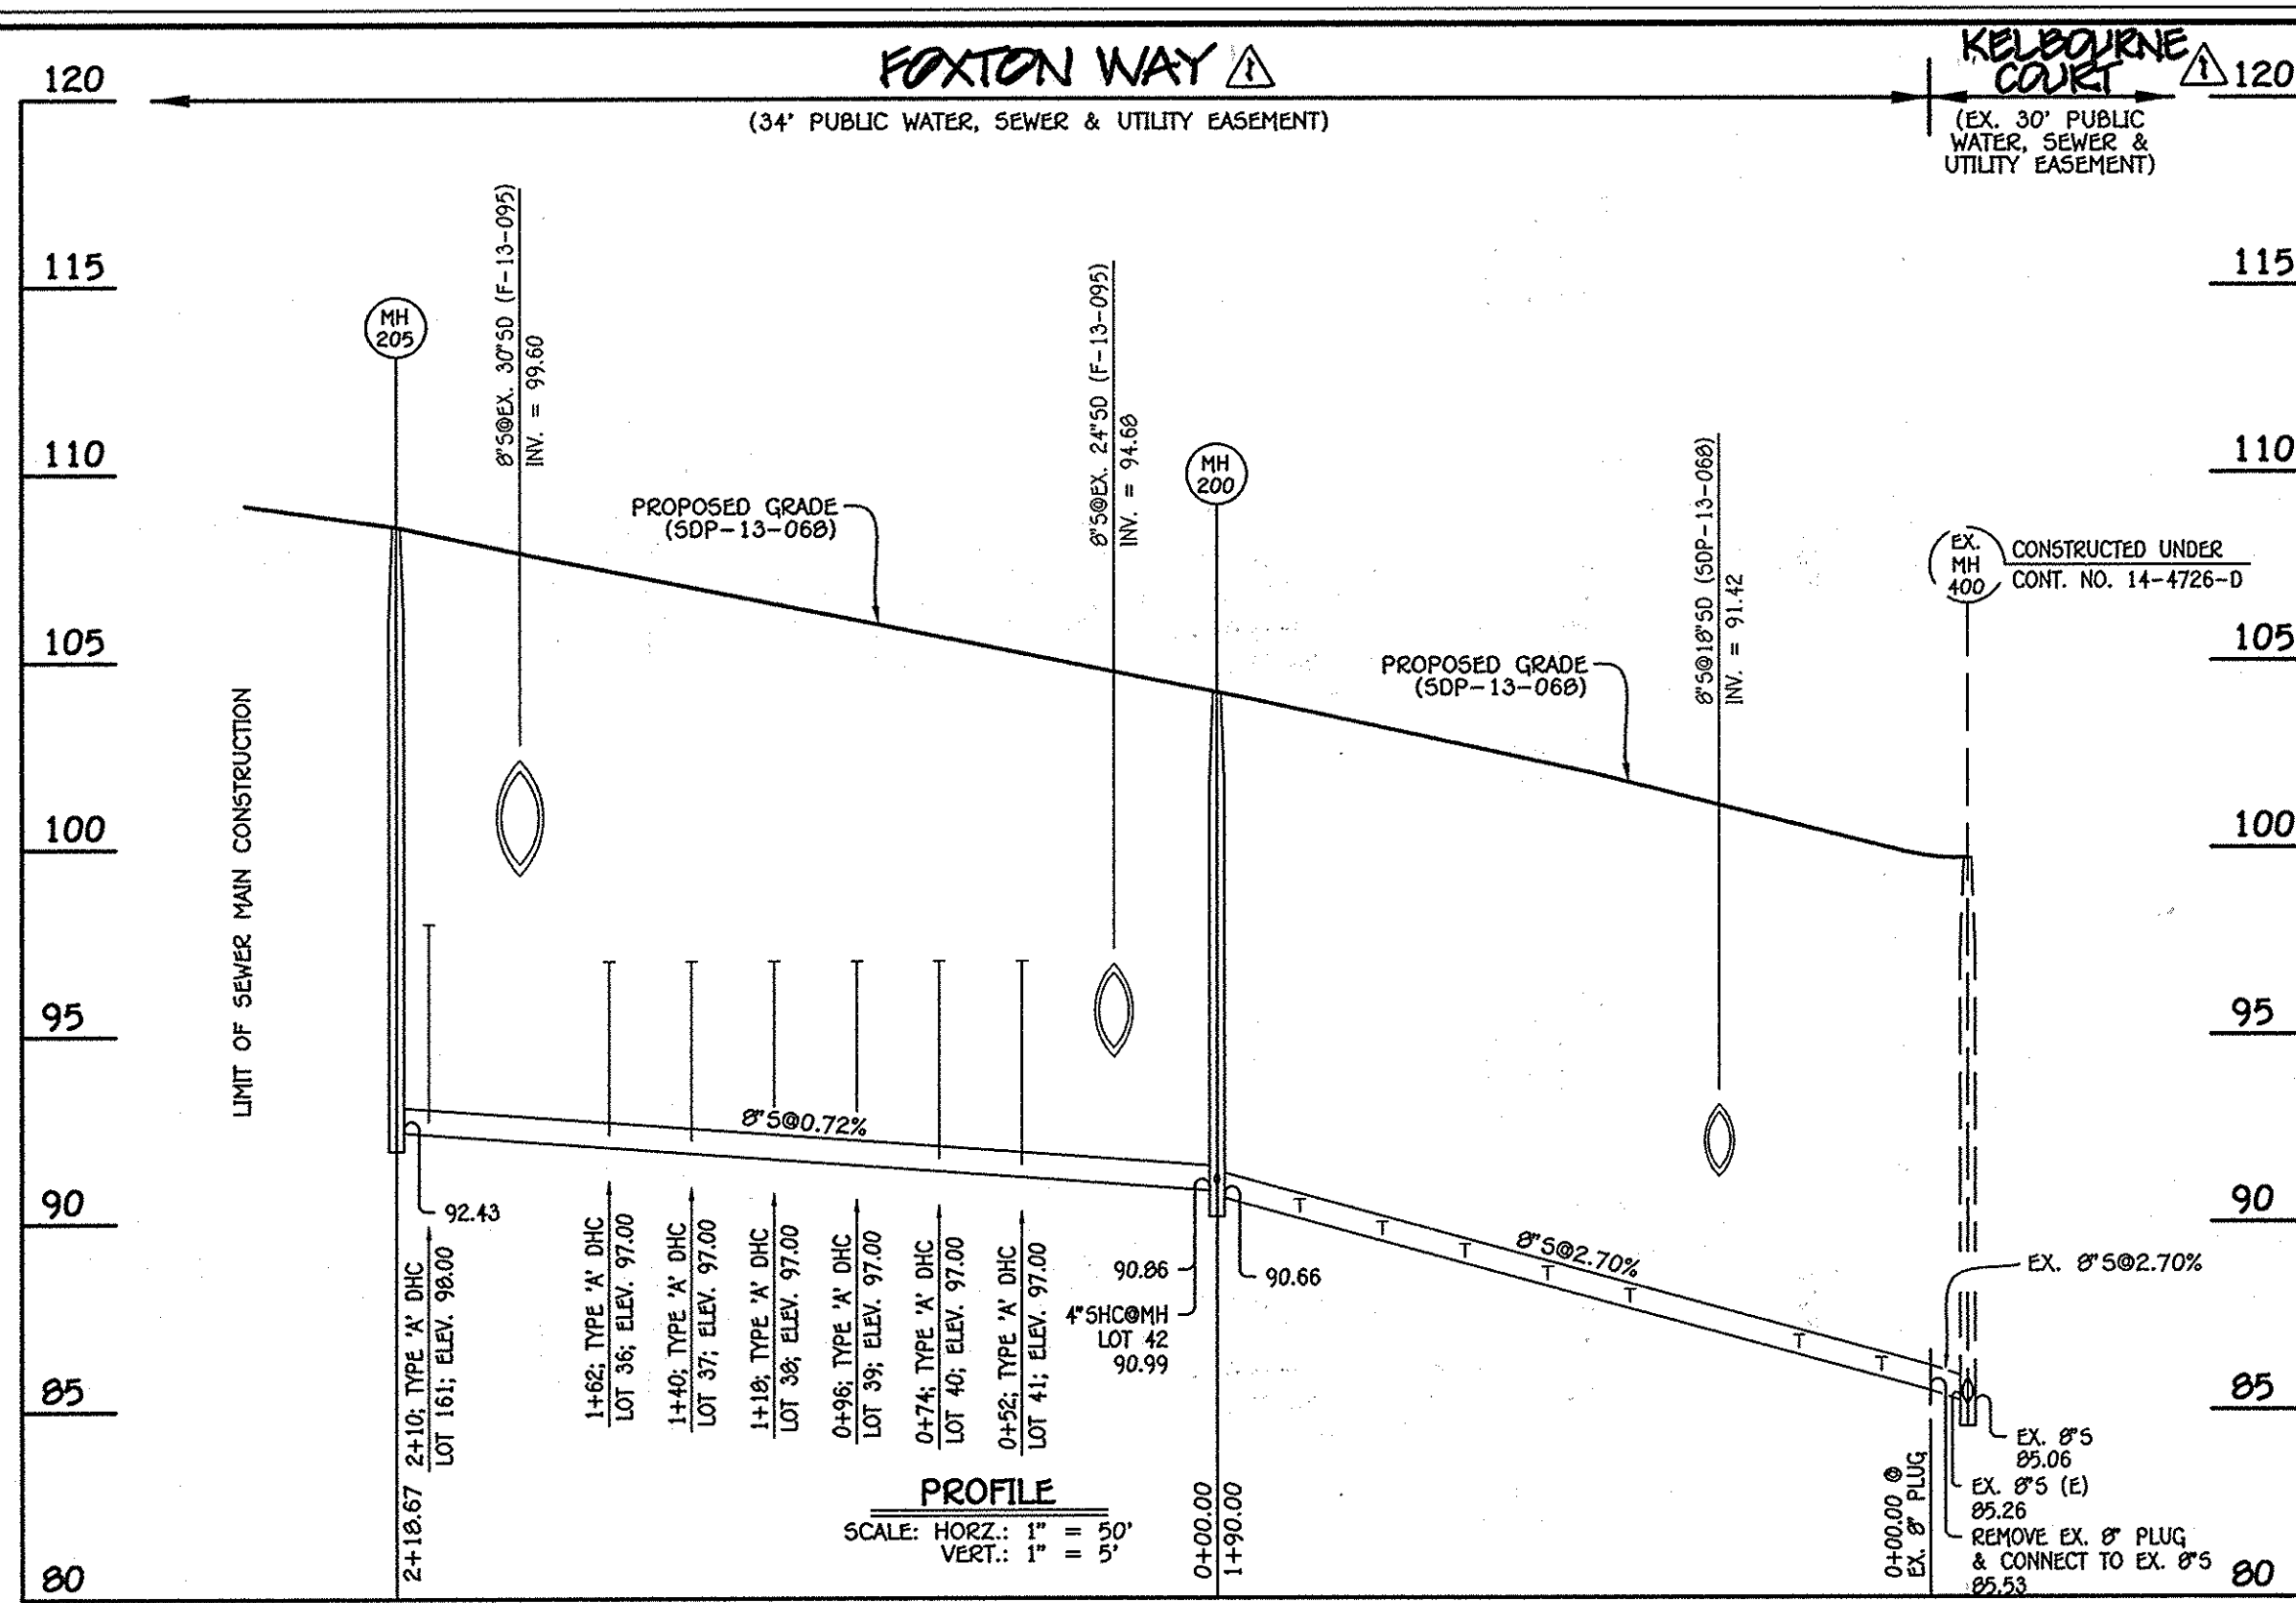 FOXTON WAY 1
(34' PUBLIC WATER, SEWER & UTILITY EASEMENT)
KELBOURNE
COURT 1
(EX. 30' PUBLIC
WATER, SEWER &
UTILITY EASEMENT)
120
120
115
115
110
110
105
105
100
100
95
95
90
90
85
85
80
80
LIMIT OF SEWER MAIN CONSTRUCTION
MH
205
8"S@EX. 30"SD (F-13-095)
INV. = 99.60
PROPOSED GRADE
(SDP-13-068)
8"S@EX. 24"SD (F-13-095)
INV. = 94.68
MH
200
PROPOSED GRADE
(SDP-13-068)
8"S@18"SD (SDP-13-068)
INV. = 91.42
EX.
MH
400
CONSTRUCTED UNDER
CONT. NO. 14-4726-D
8"S@0.72%
92.43
2+10; TYPE 'A' DHC
LOT 161; ELEV. 98.00
1+62; TYPE 'A' DHC
LOT 36; ELEV. 97.00
1+40; TYPE 'A' DHC
LOT 37; ELEV. 97.00
1+18; TYPE 'A' DHC
LOT 38; ELEV. 97.00
0+96; TYPE 'A' DHC
LOT 39; ELEV. 97.00
0+74; TYPE 'A' DHC
LOT 40; ELEV. 97.00
0+52; TYPE 'A' DHC
LOT 41; ELEV. 97.00
90.86
4"SHC@MH
LOT 42
90.99
90.66
T
T
T
T
T
T
T
8"S@2.70%
EX. 8"S@2.70%
EX. 8"S
85.06
EX. 8"S (E)
85.26
REMOVE EX. 8" PLUG
& CONNECT TO EX. 8"S
85.53
2+18.67
0+00.00
1+90.00
0+00.00 @
EX. 8" PLUG
PROFILE
SCALE: HORZ.: 1" = 50'
VERT.: 1" = 5'